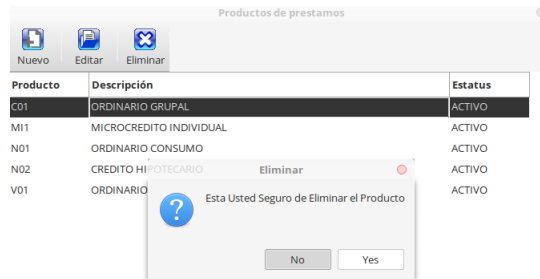 Productos de prestamos
Nuevo Editar Eliminar
Producto Descripción Estatus
C01 ORDINARIO GRUPAL ACTIVO
MI1 MICROCREDITO INDIVIDUAL ACTIVO
N01 ORDINARIO CONSUMO ACTIVO
N02 CREDITO HIPOTECARIO ACTIVO
V01 ORDINARIO ACTIVO
Eliminar
Esta Usted Seguro de Eliminar el Producto
No Yes